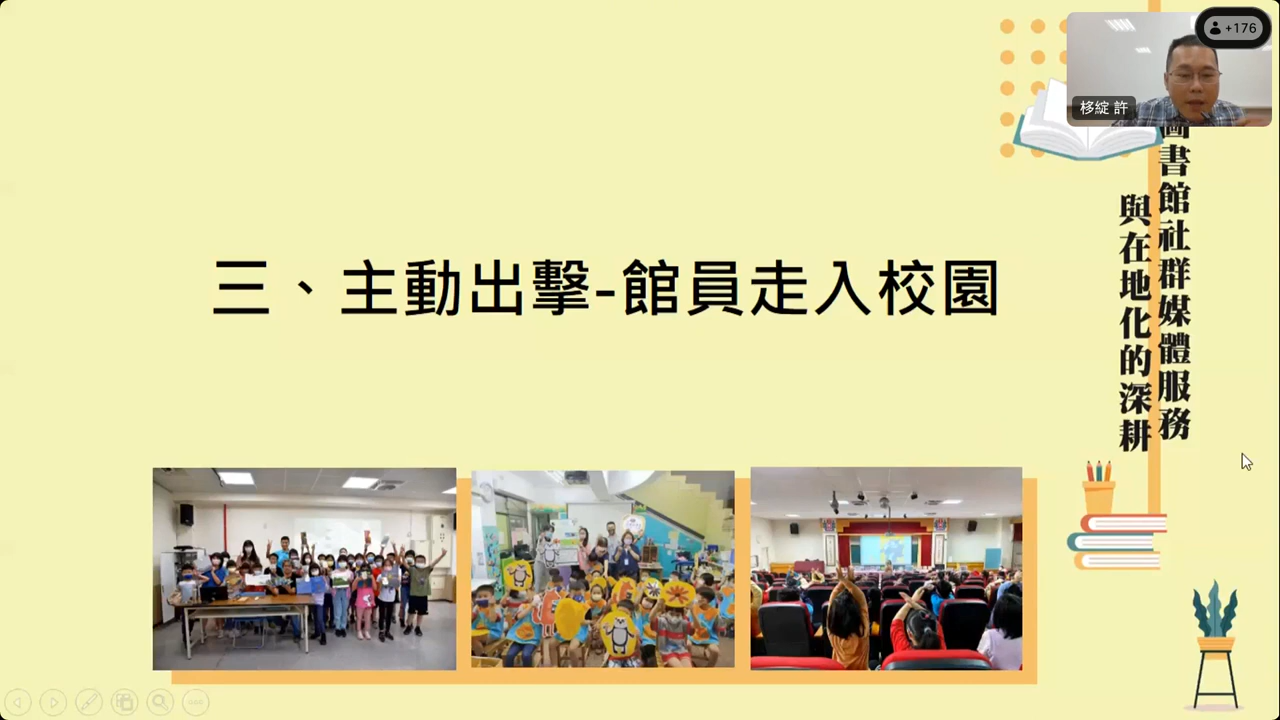 +176
移綻 許
三、主動出擊-館員走入校園
圖書館社群媒體服務
與在地化的深耕